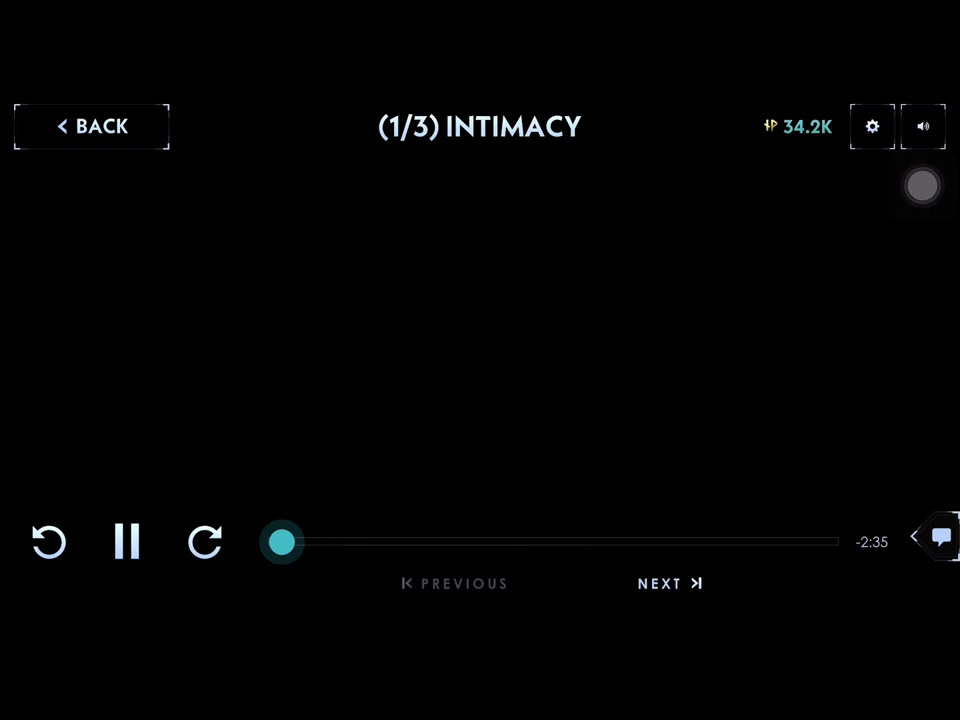 BACK
(1/3) INTIMACY
34.2K
-2:35
PREVIOUS
NEXT